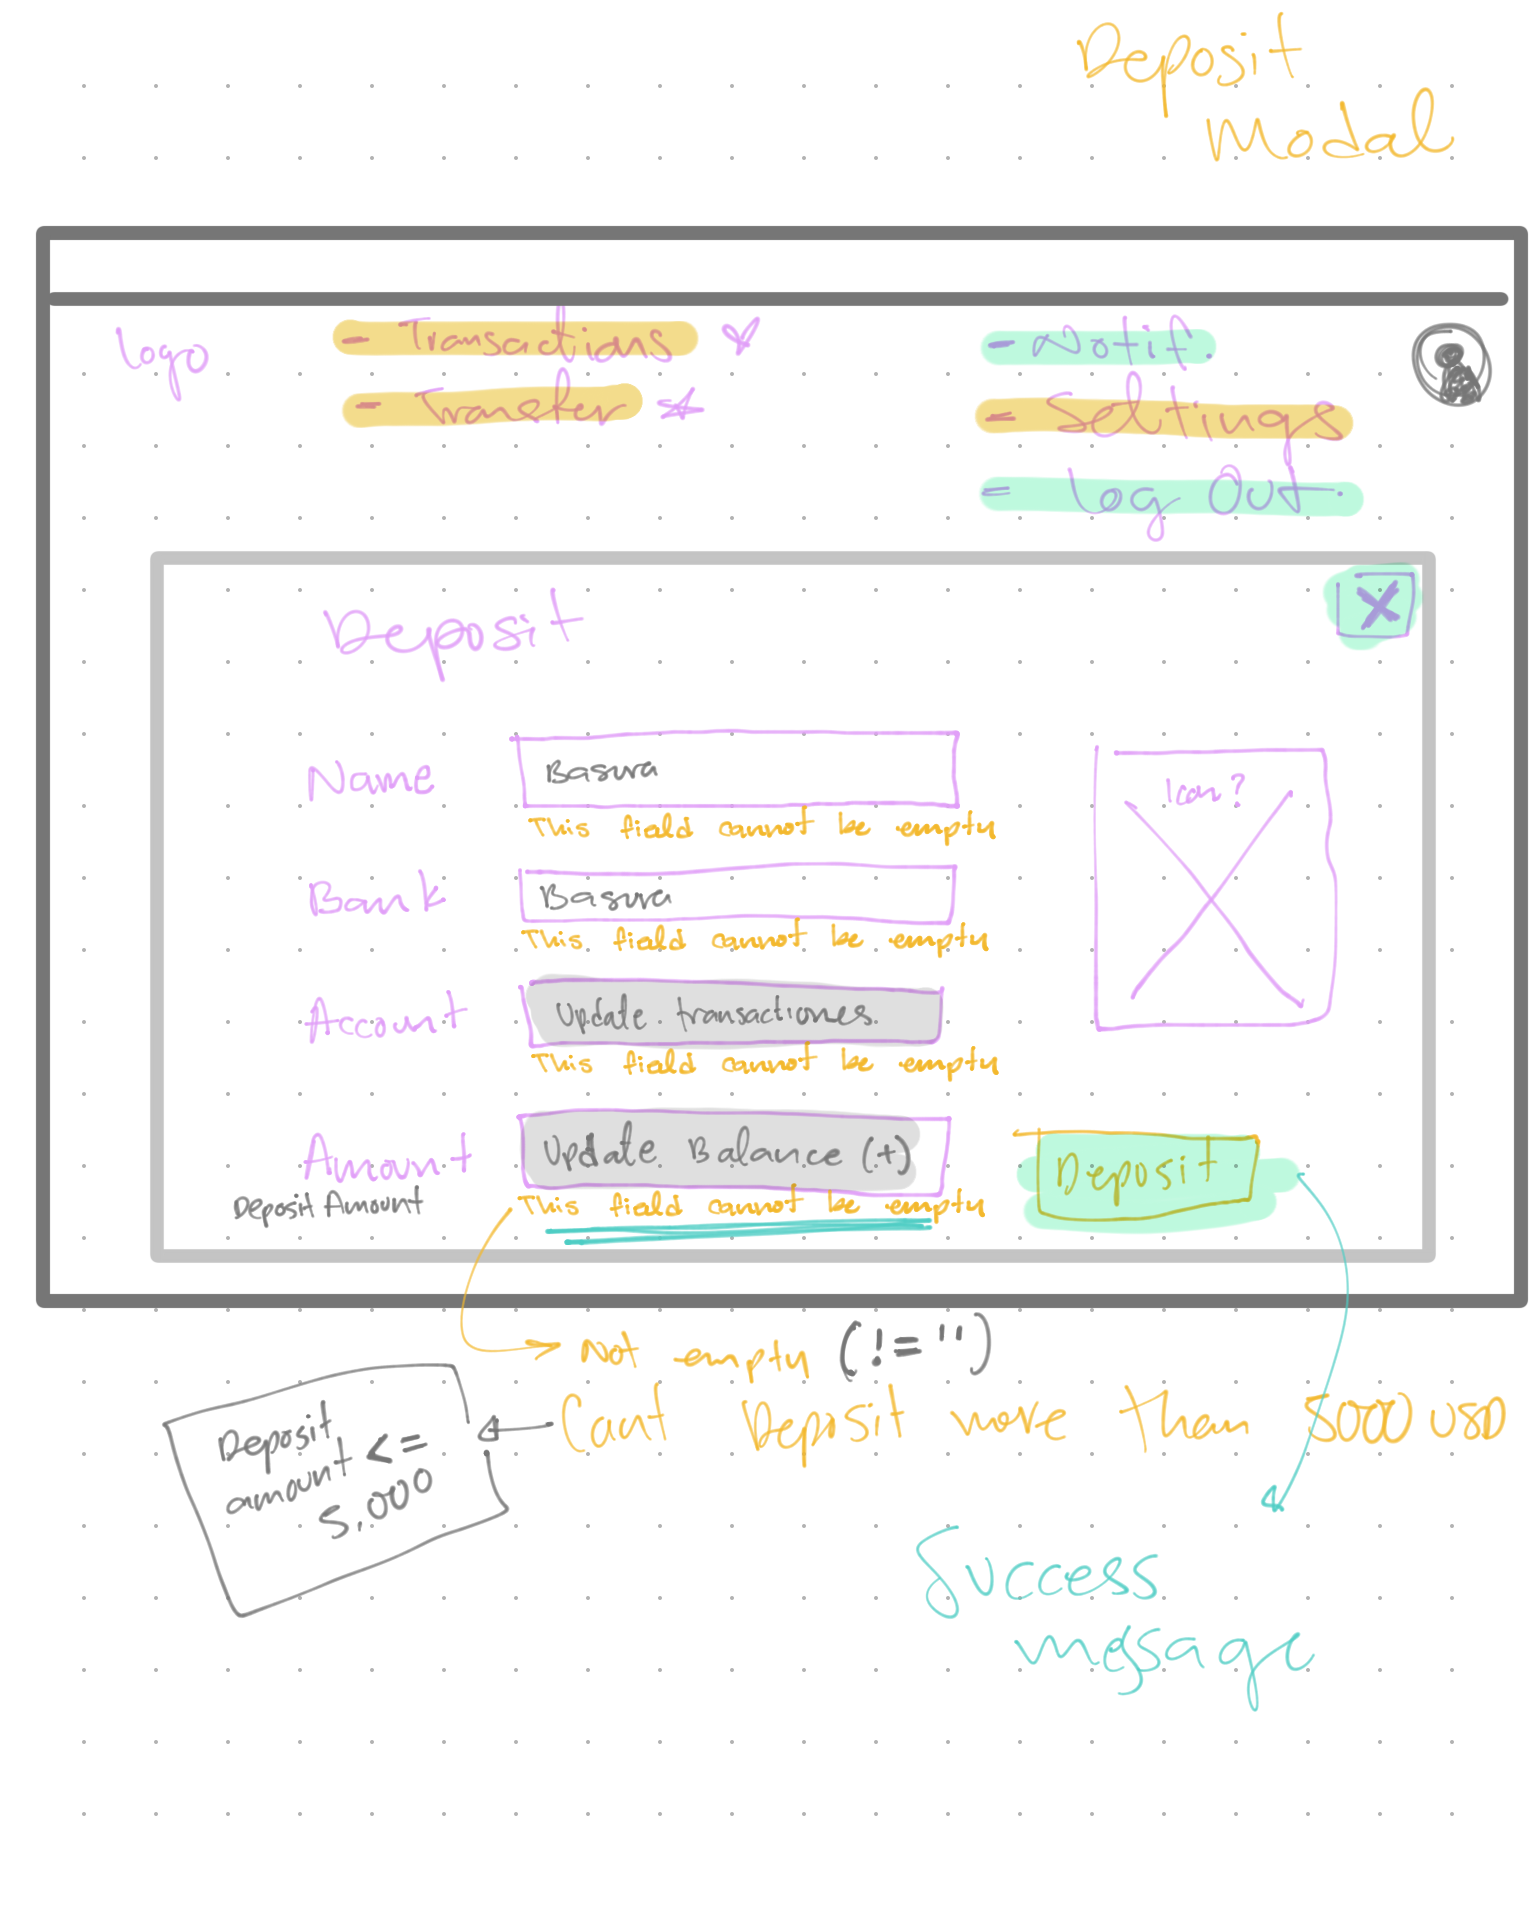 Deposit
Modal
Logo
- Transactions
- Transfer
- Notif.
- Settings
- Log Out.
X
Deposit
Name
Basura
This field cannot be empty
Icon?
Bank
Basura
This field cannot be empty
Account
Update transactiones.
This field cannot be empty
Amount
Update Balance (+)
Deposit
Deposit Amount
This field cannot be empty
Not empty (!= '')
Cant Deposit more than 5000 USD
Deposit
amount <=
5,000
Success
message